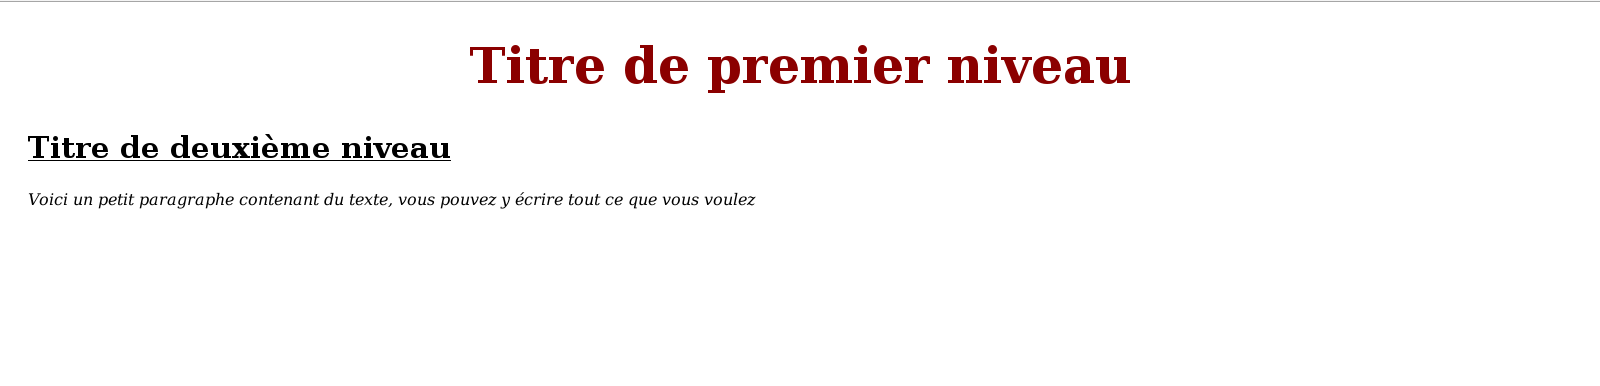 Titre de premier niveau
Titre de deuxième niveau
Voici un petit paragraphe contenant du texte, vous pouvez y écrire tout ce que vous voulez